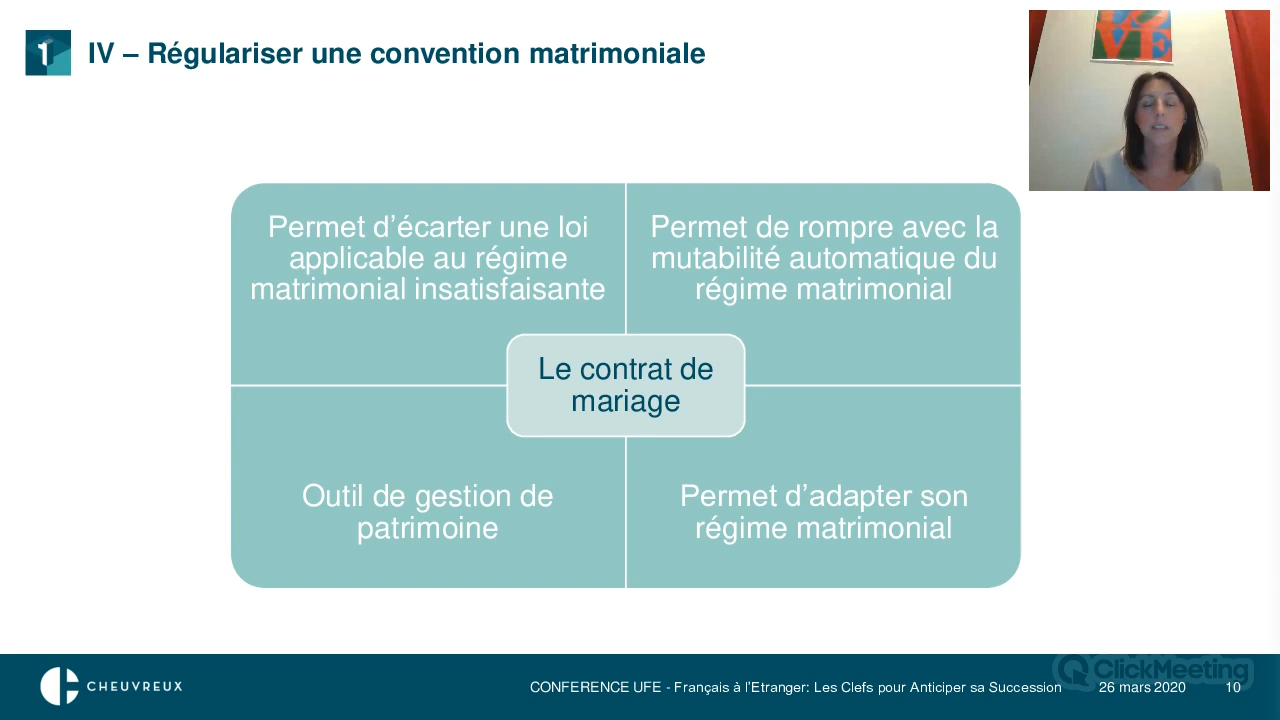 1
IV – Régulariser une convention matrimoniale
LOVE
Permet d’écarter une loi
applicable au régime
matrimonial insatisfaisante
Permet de rompre avec la
mutabilité automatique du
régime matrimonial
Le contrat de
mariage
Outil de gestion de
patrimoine
Permet d’adapter son
régime matrimonial
CHEUVREUX
CONFERENCE UFE - Français à l’Etranger: Les Clefs pour Anticiper sa Succession
26 mars 2020
10
ClickMeeting